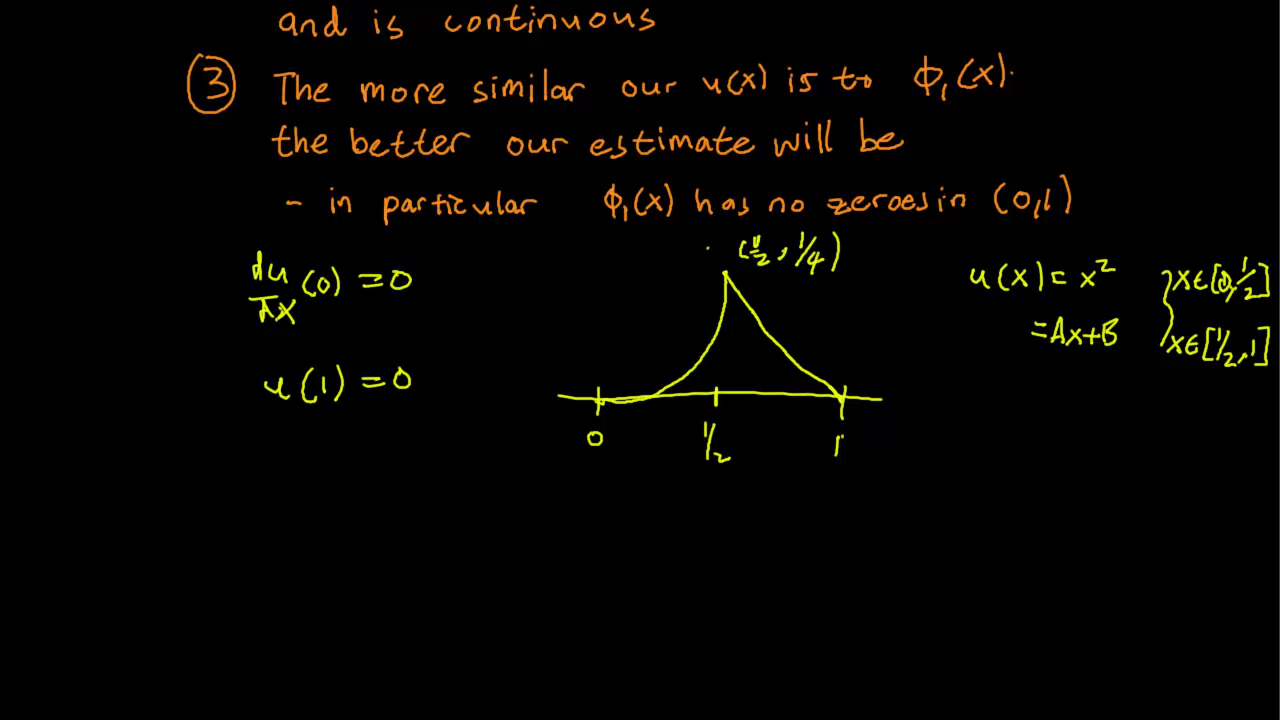 and is continuous
③ The more similar our u(x) is to ϕ₁(x)
the better our estimate will be
- in particular ϕ₁(x) has no zeroes in (0,1)
du/dx (0) = 0
u(1) = 0
(1/2, 1/4)
0 1/2 1
u(x) = x² x∈[0,1/2]
= Ax+B x∈[1/2,1]